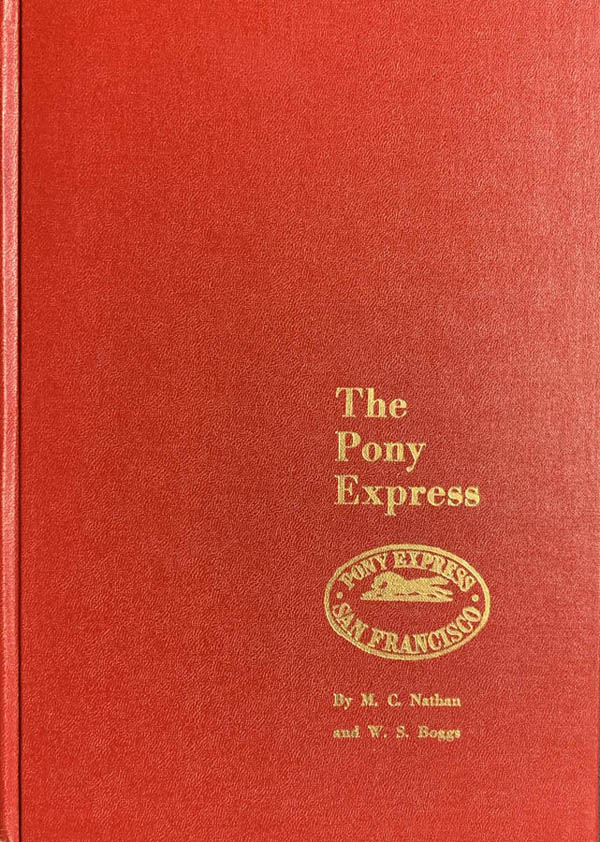 The
Pony
Express
PONY EXPRESS
· SAN FRANCISCO ·
By M. C. Nathan
and W. S. Boggs